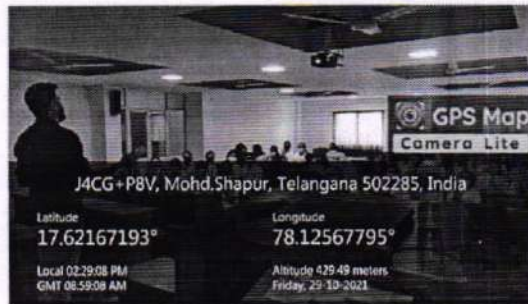 GPS Map
Camera Lite
J4CG+P8V, Mohd.Shapur, Telangana 502285, India
Latitude
Longitude
17.62167193°
78.12567795°
Local 02:29:08 PM
Altitude 429.49 meters
GMT 08:59:08 AM
Friday, 29-10-2021